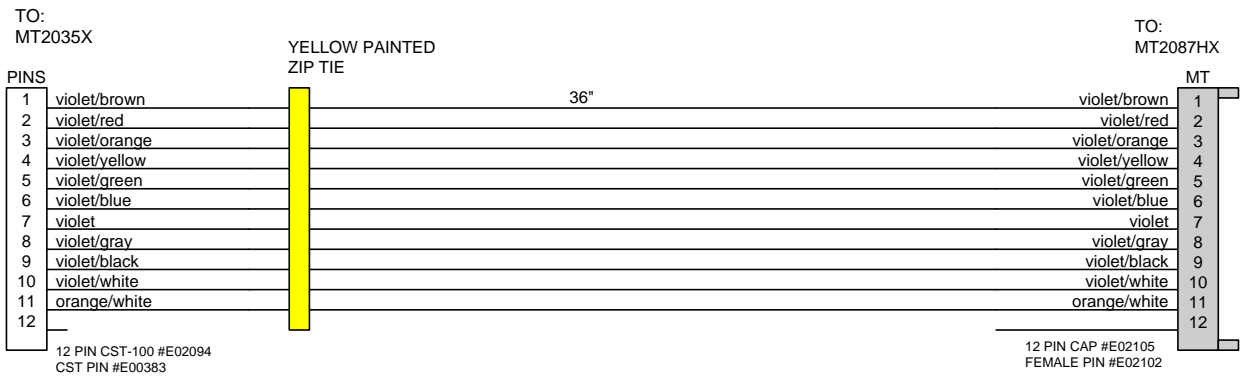 TO:
MT2035X
YELLOW PAINTED
ZIP TIE
TO:
MT2087HX
PINS
MT
1 violet/brown 36" violet/brown 1
2 violet/red violet/red 2
3 violet/orange violet/orange 3
4 violet/yellow violet/yellow 4
5 violet/green violet/green 5
6 violet/blue violet/blue 6
7 violet violet 7
8 violet/gray violet/gray 8
9 violet/black violet/black 9
10 violet/white violet/white 10
11 orange/white orange/white 11
12 12
12 PIN CST-100 #E02094
CST PIN #E00383
12 PIN CAP #E02105
FEMALE PIN #E02102